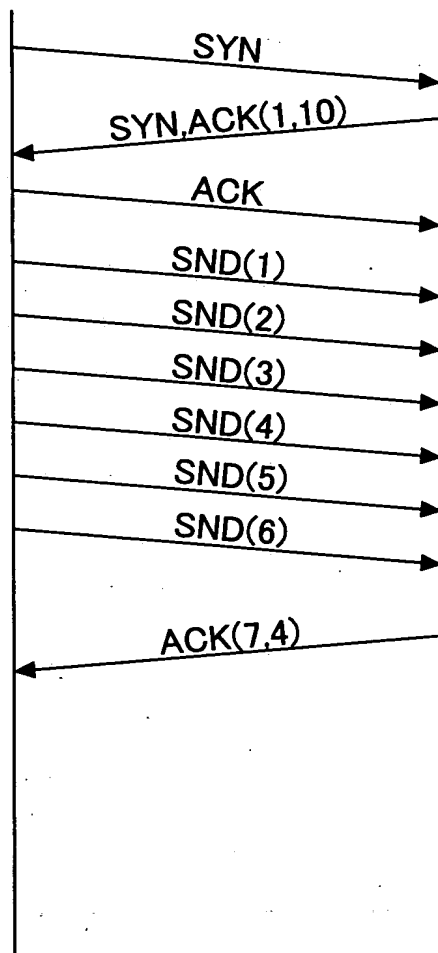 SYN
SYN,ACK(1,10)
ACK
SND(1)
SND(2)
SND(3)
SND(4)
SND(5)
SND(6)
ACK(7,4)